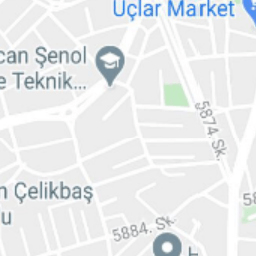 Uçlar Market
can Şenol
e Teknik...
5874. Sk.
n Çelikbaş
u
5884. Sk.
H